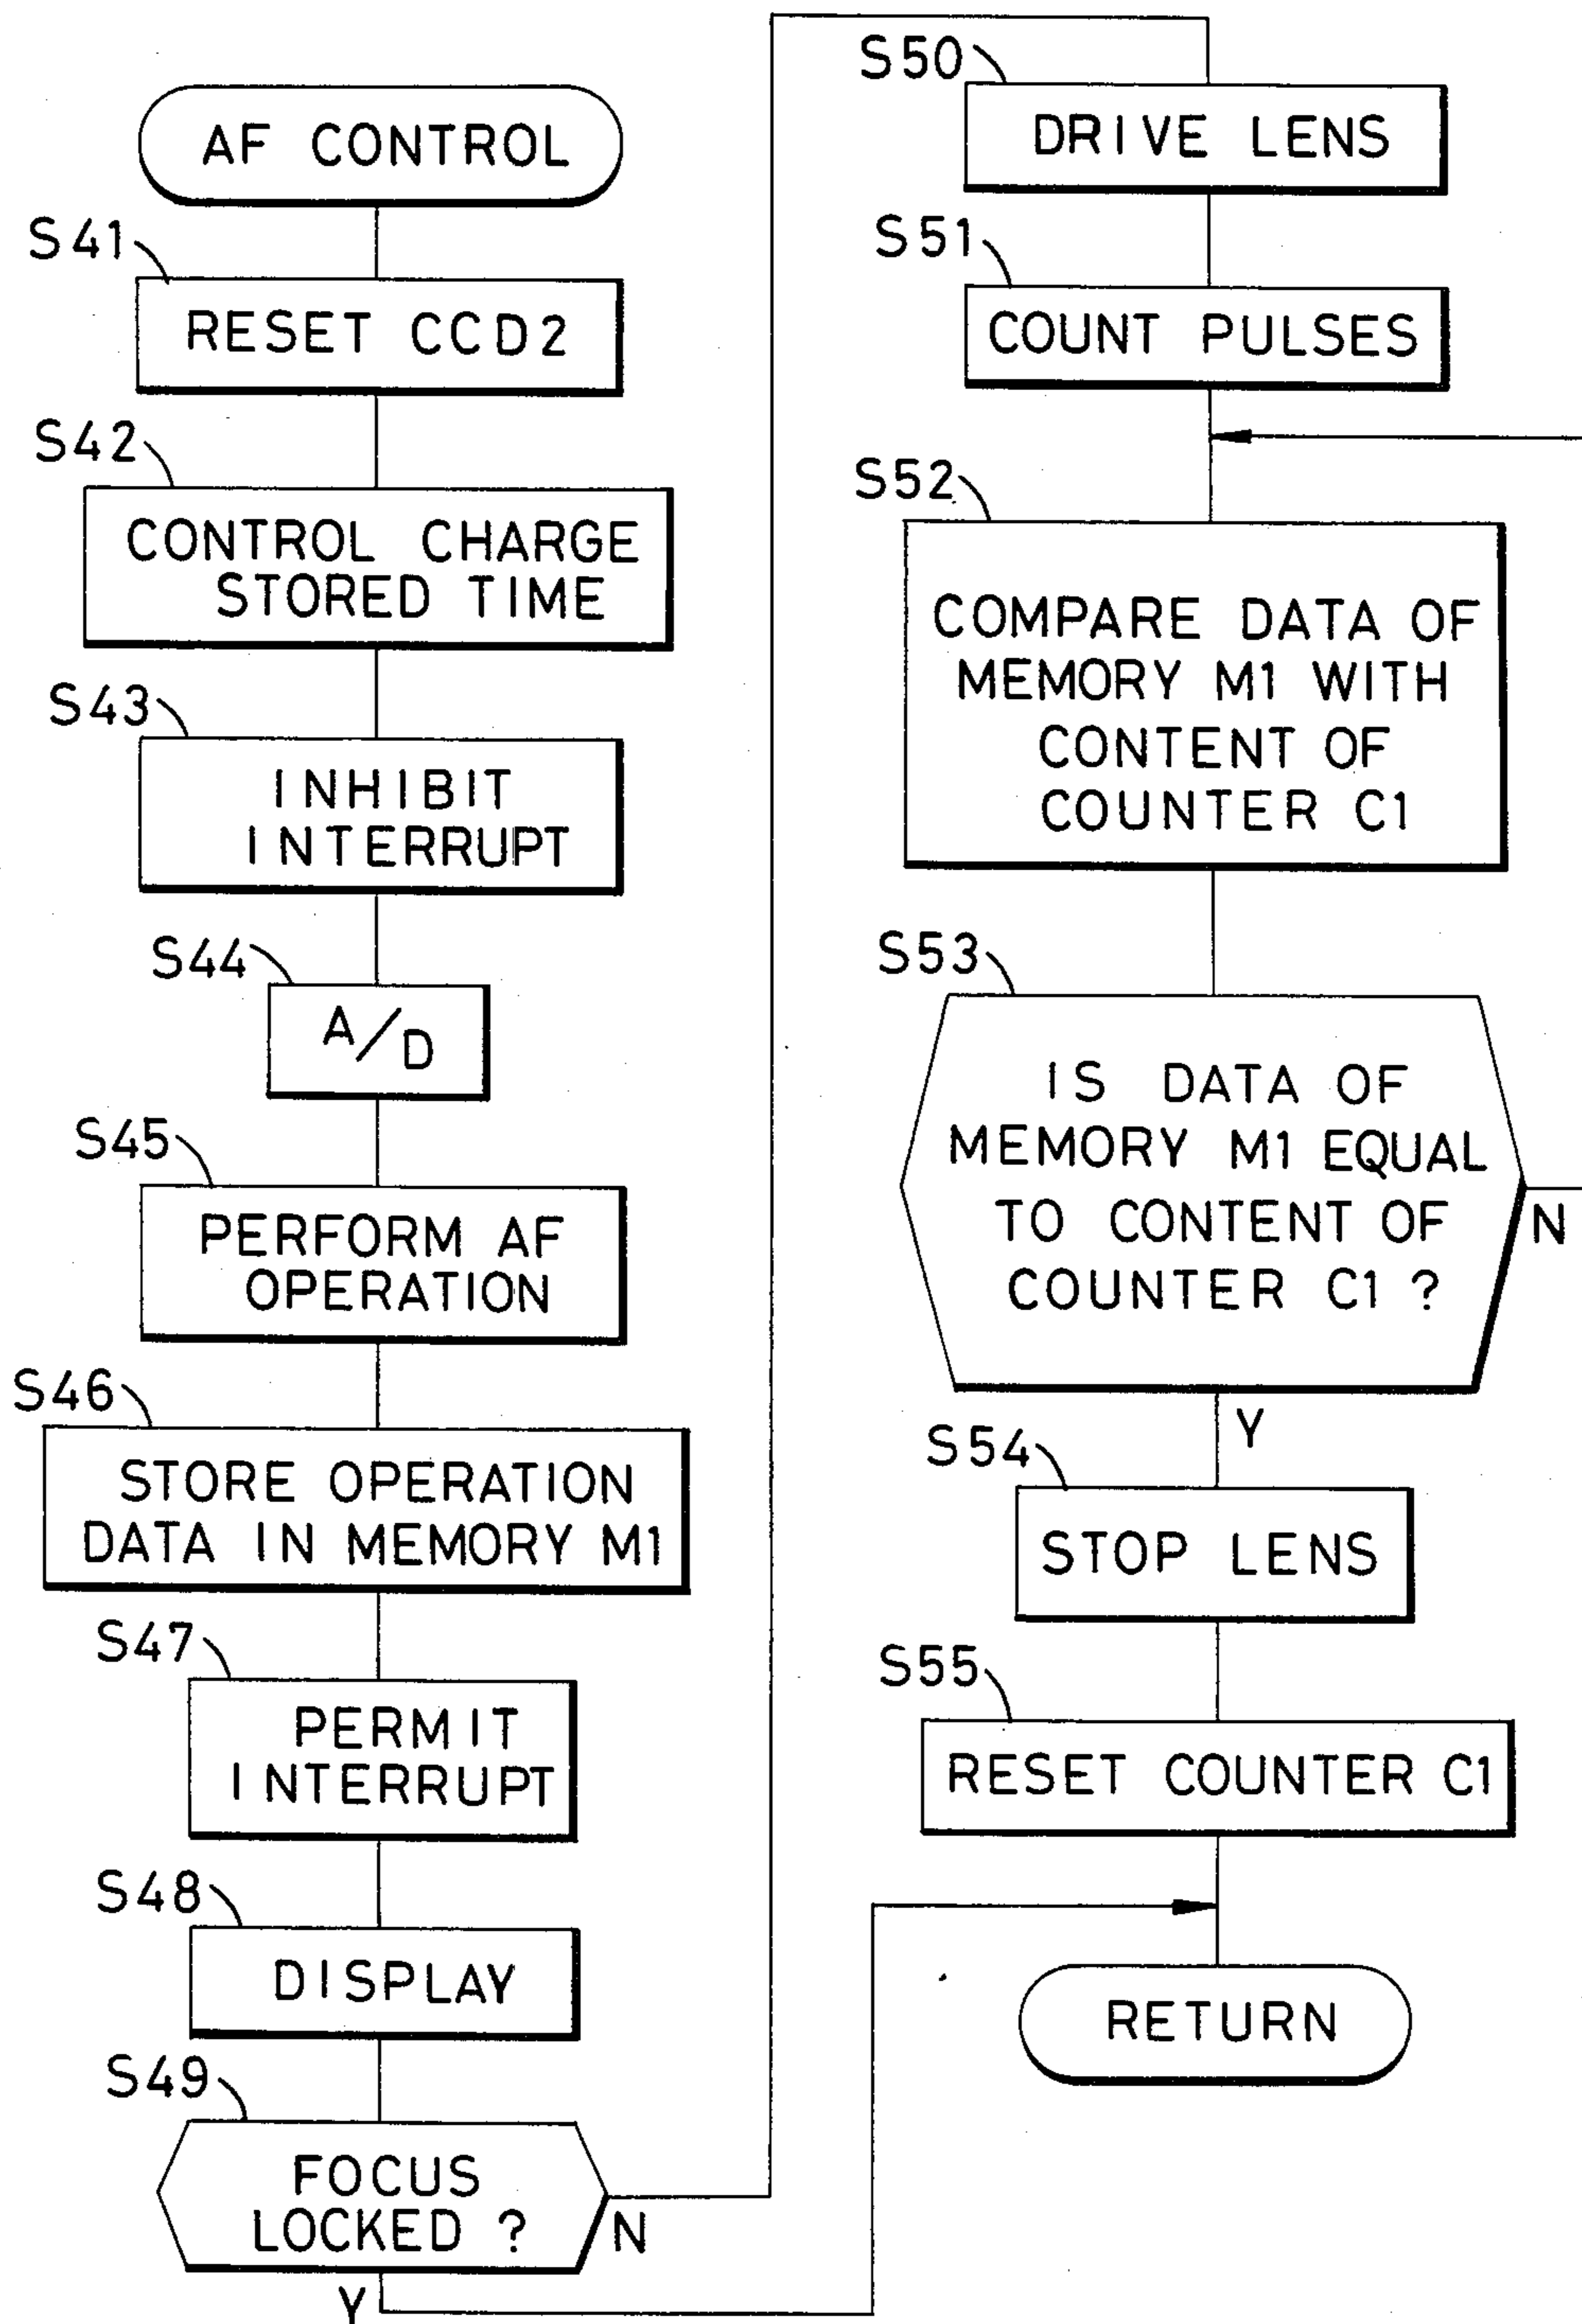 AF CONTROL
S41
RESET CCD2
S42
CONTROL CHARGE
STORED TIME
S43
INHIBIT
INTERRUPT
S44
A/D
S45
PERFORM AF
OPERATION
S46
STORE OPERATION
DATA IN MEMORY M1
S47
PERMIT
INTERRUPT
S48
DISPLAY
S49
FOCUS
LOCKED ?
N
Y
S50
DRIVE LENS
S51
COUNT PULSES
S52
COMPARE DATA OF
MEMORY M1 WITH
CONTENT OF
COUNTER C1
S53
IS DATA OF
MEMORY M1 EQUAL
TO CONTENT OF
COUNTER C1 ?
N
Y
S54
STOP LENS
S55
RESET COUNTER C1
RETURN